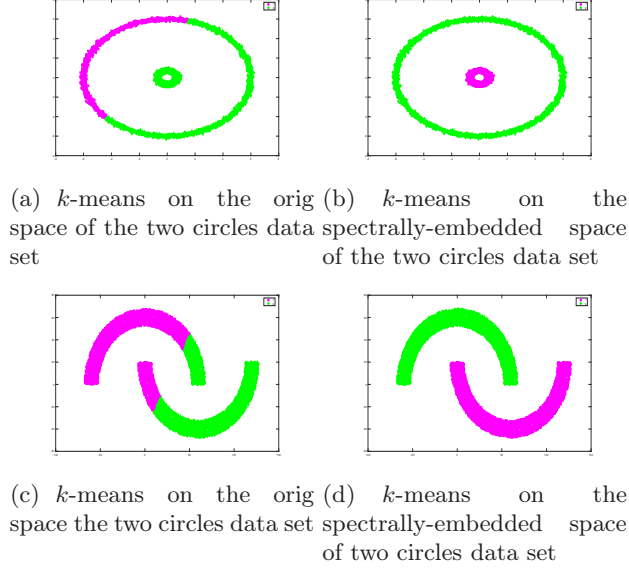 (a) k-means on the orig
space of the two circles data
set
(b) k-means on the
spectrally-embedded space
of the two circles data set
(c) k-means on the orig
space the two circles data set
(d) k-means on the
spectrally-embedded space
of two circles data set